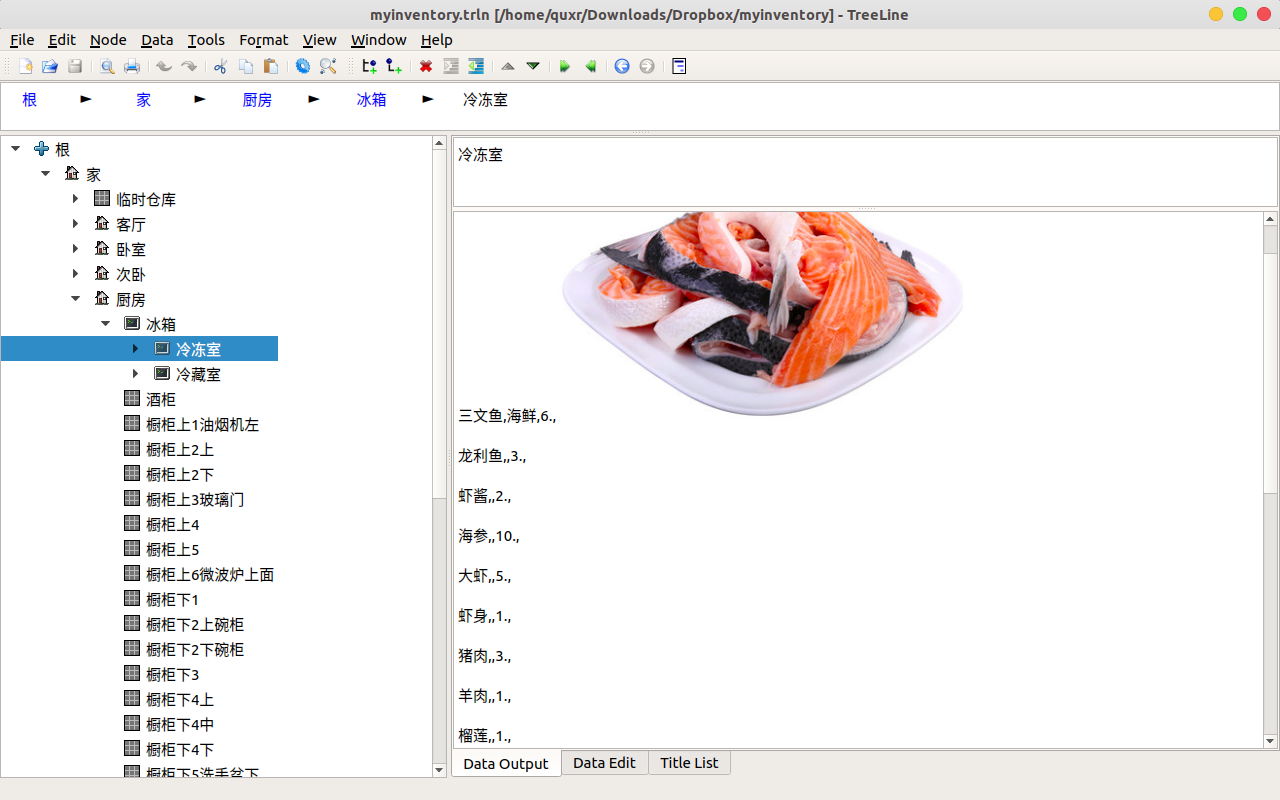 myinventory.trln [/home/quxr/Downloads/Dropbox/myinventory] - TreeLine
File Edit Node Data Tools Format View Window Help
根 家 厨房 冰箱 冷冻室
根
家
临时仓库
客厅
卧室
次卧
厨房
冰箱
冷冻室
冷藏室
酒柜
橱柜上1油烟机左
橱柜上2上
橱柜上2下
橱柜上3玻璃门
橱柜上4
橱柜上5
橱柜上6微波炉上面
橱柜下1
橱柜下2上碗柜
橱柜下2下碗柜
橱柜下3
橱柜下4上
橱柜下4中
橱柜下4下
橱柜下5洗手盆下
冷冻室
三文鱼,海鲜,6.,
龙利鱼,,3.,
虾酱,,2.,
海参,,10.,
大虾,,5.,
虾身,,1.,
猪肉,,3.,
羊肉,,1.,
榴莲,,1.,
Data Output Data Edit Title List